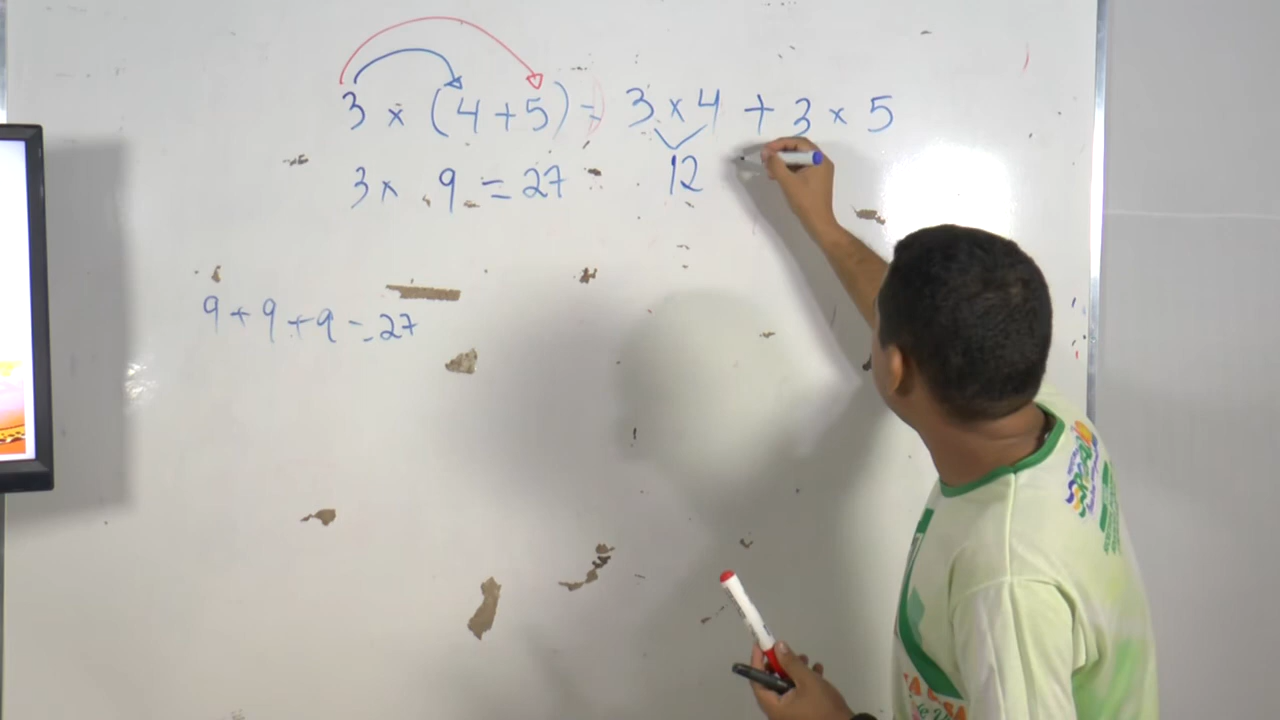 3 × (4+5) = 3 × 4 + 3 × 5
3 × 9 = 27 12
9 + 9 + 9 = 27